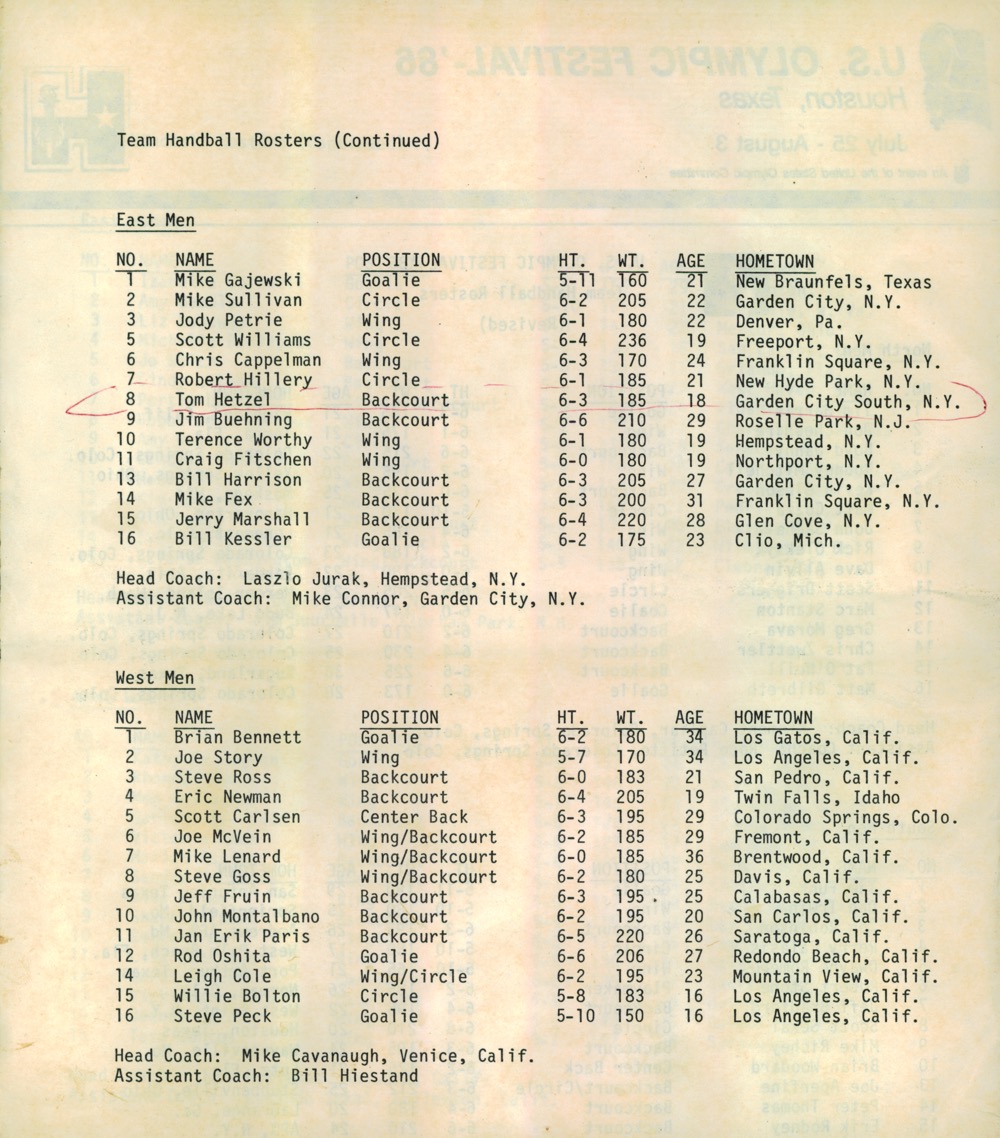 U.S. OLYMPIC FESTIVAL-'86
Houston, Texas
July 25 - August 3
Team Handball Rosters (Continued)
East Men
NO. NAME POSITION HT. WT. AGE HOMETOWN
1 Mike Gajewski Goalie 5-11 160 21 New Braunfels, Texas
2 Mike Sullivan Circle 6-2 205 22 Garden City, N.Y.
3 Jody Petrie Wing 6-1 180 22 Denver, Pa.
5 Scott Williams Circle 6-4 236 19 Freeport, N.Y.
6 Chris Cappelman Wing 6-3 170 24 Franklin Square, N.Y.
7 Robert Hillery Circle 6-1 185 21 New Hyde Park, N.Y.
8 Tom Hetzel Backcourt 6-3 185 18 Garden City South, N.Y.
9 Jim Buehning Backcourt 6-6 210 29 Roselle Park, N.J.
10 Terence Worthy Wing 6-1 180 19 Hempstead, N.Y.
11 Craig Fitschen Wing 6-0 180 19 Northport, N.Y.
13 Bill Harrison Backcourt 6-3 205 27 Garden City, N.Y.
14 Mike Fex Backcourt 6-3 200 31 Franklin Square, N.Y.
15 Jerry Marshall Backcourt 6-4 220 28 Glen Cove, N.Y.
16 Bill Kessler Goalie 6-2 175 23 Clio, Mich.
Head Coach: Laszlo Jurak, Hempstead, N.Y.
Assistant Coach: Mike Connor, Garden City, N.Y.
West Men
NO. NAME POSITION HT. WT. AGE HOMETOWN
1 Brian Bennett Goalie 6-2 180 34 Los Gatos, Calif.
2 Joe Story Wing 5-7 170 34 Los Angeles, Calif.
3 Steve Ross Backcourt 6-0 183 21 San Pedro, Calif.
4 Eric Newman Backcourt 6-4 205 19 Twin Falls, Idaho
5 Scott Carlsen Center Back 6-3 195 29 Colorado Springs, Colo.
6 Joe McVein Wing/Backcourt 6-2 185 29 Fremont, Calif.
7 Mike Lenard Wing/Backcourt 6-0 185 36 Brentwood, Calif.
8 Steve Goss Wing/Backcourt 6-2 180 25 Davis, Calif.
9 Jeff Fruin Backcourt 6-3 195 25 Calabasas, Calif.
10 John Montalbano Backcourt 6-2 195 20 San Carlos, Calif.
11 Jan Erik Paris Backcourt 6-5 220 26 Saratoga, Calif.
12 Rod Oshita Goalie 6-6 206 27 Redondo Beach, Calif.
14 Leigh Cole Wing/Circle 6-2 195 23 Mountain View, Calif.
15 Willie Bolton Circle 5-8 183 16 Los Angeles, Calif.
16 Steve Peck Goalie 5-10 150 16 Los Angeles, Calif.
Head Coach: Mike Cavanaugh, Venice, Calif.
Assistant Coach: Bill Hiestand